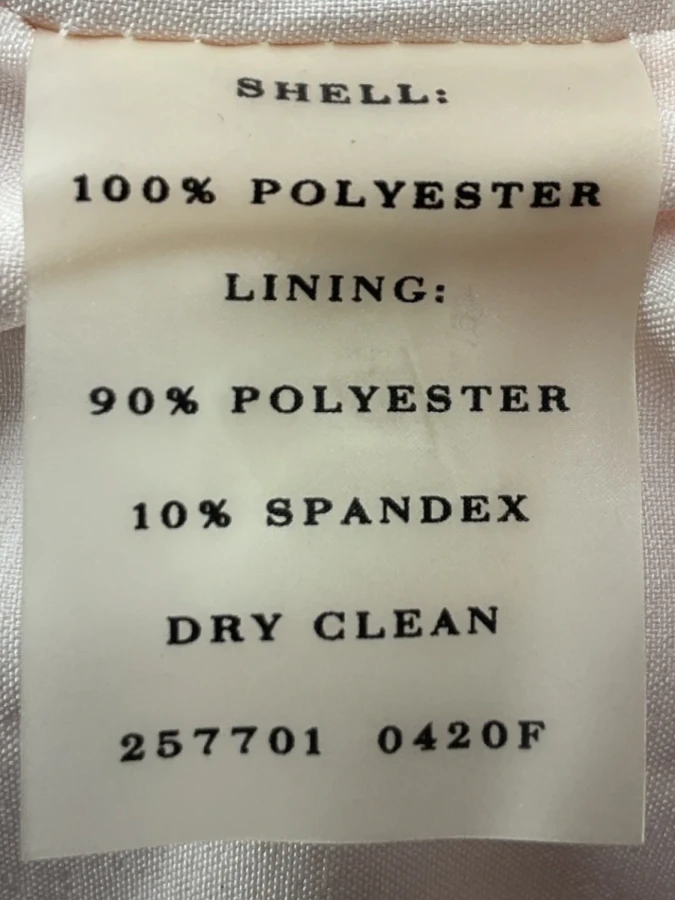 SHELL:
100% POLYESTER
LINING:
90% POLYESTER
10% SPANDEX
DRY CLEAN
257701 0420F